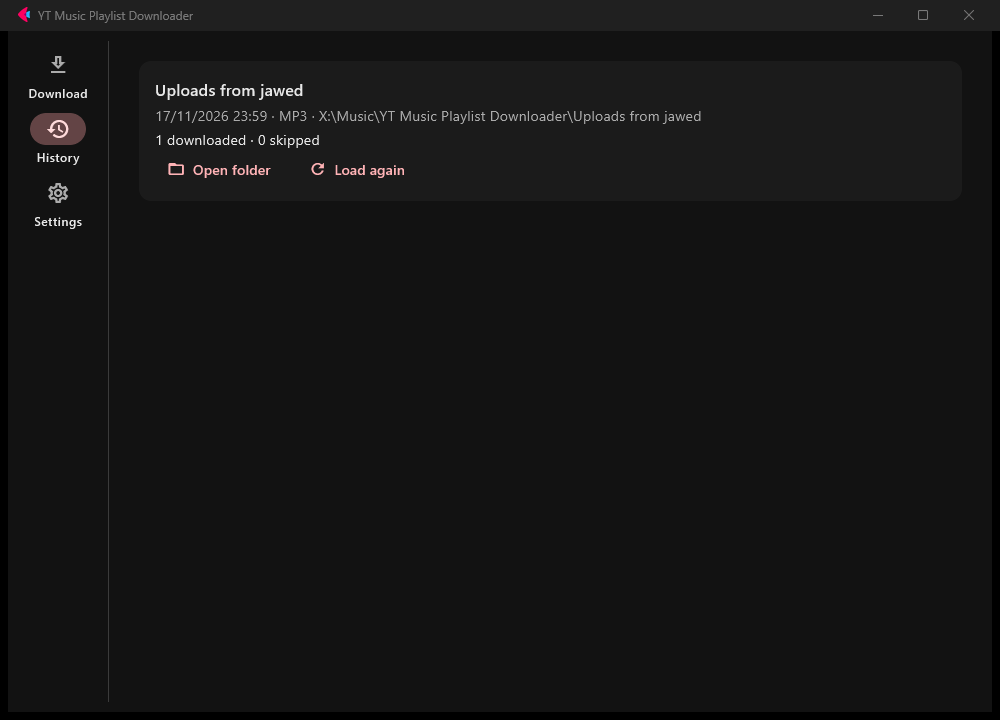 YT Music Playlist Downloader
Download
History
Settings
Uploads from jawed
17/11/2026 23:59 · MP3 · X:\Music\YT Music Playlist Downloader\Uploads from jawed
1 downloaded · 0 skipped
Open folder
Load again